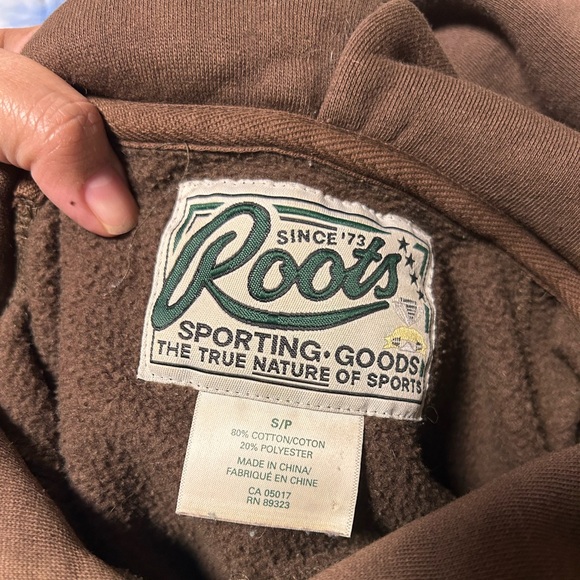 SINCE '73
Roots
SPORTING•GOODS
THE TRUE NATURE OF SPORTS
S/P
80% COTTON/COTON
20% POLYESTER
MADE IN CHINA/
FABRIQUÉ EN CHINE
CA 05017
RN 89323